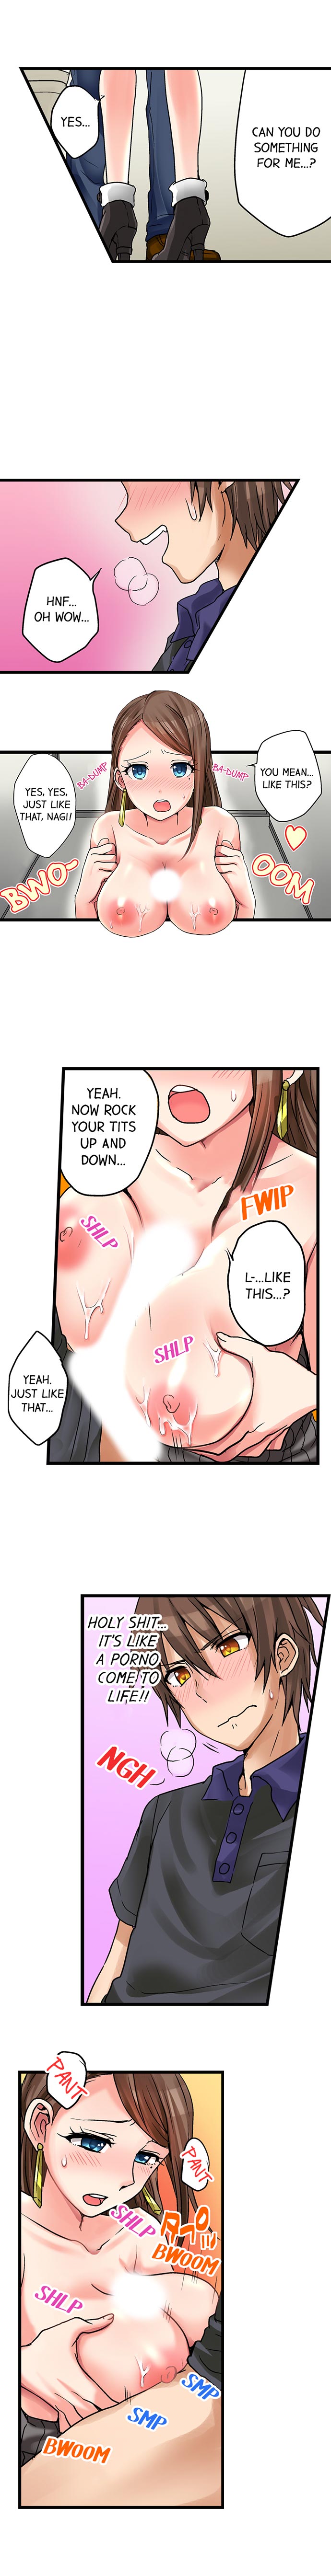 CAN YOU DO
SOMETHING
FOR ME...?
YES...
HNF...
OH WOW...
YOU MEAN...
LIKE THIS?
BA-DUMP
BA-DUMP
YES, YES,
JUST LIKE
THAT, NAGI!
BWO~
OOM
YEAH.
NOW ROCK
YOUR TITS
UP AND
DOWN...
FWIP
SHLP
L-...LIKE
THIS...?
SHLP
YEAH.
JUST LIKE
THAT...
HOLY SHIT...
IT'S LIKE
A PORNO
COME TO
LIFE!!
NGH
PANT
PANT
SHLP
BWOOM
SHLP
SMP
SMP
BWOOM